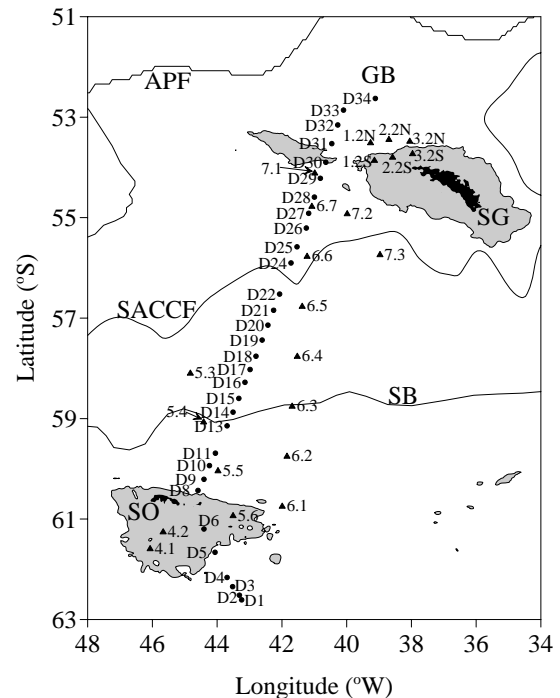 51
APF
GB
D34
53
D33
D32
1.2N
2.2N
3.2N
D31
D30
1.2S
2.2S
3.2S
7.1
D29
D28
6.7
D27
7.2
55
SG
D26
D25
6.6
7.3
D24
SACCF
D22
6.5
D21
57
D20
D19
D18
6.4
D17
5.3
D16
D15
SB
6.3
5.4
D14
59
D13
D11
6.2
D10
5.5
D9
D8
SO
6.1
61
5.6
D6
4.2
4.1
D5
D4
D3
D2
D1
63
48
46
44
42
40
38
36
34
Latitude (°S)
Longitude (°W)